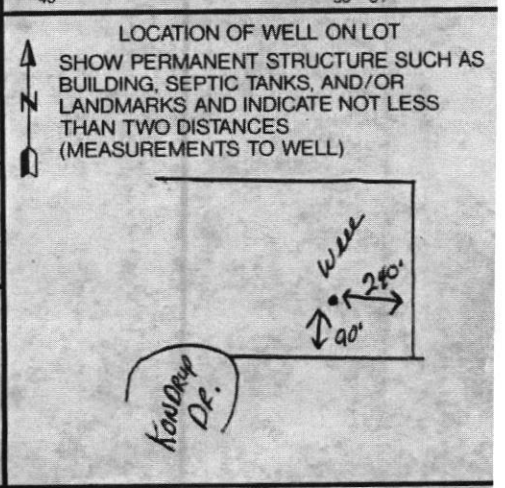 LOCATION OF WELL ON LOT
SHOW PERMANENT STRUCTURE SUCH AS
BUILDING, SEPTIC TANKS, AND/OR
N
LANDMARKS AND INDICATE NOT LESS
THAN TWO DISTANCES
(MEASUREMENTS TO WELL)
Well
90'
KONDRUP
DR.